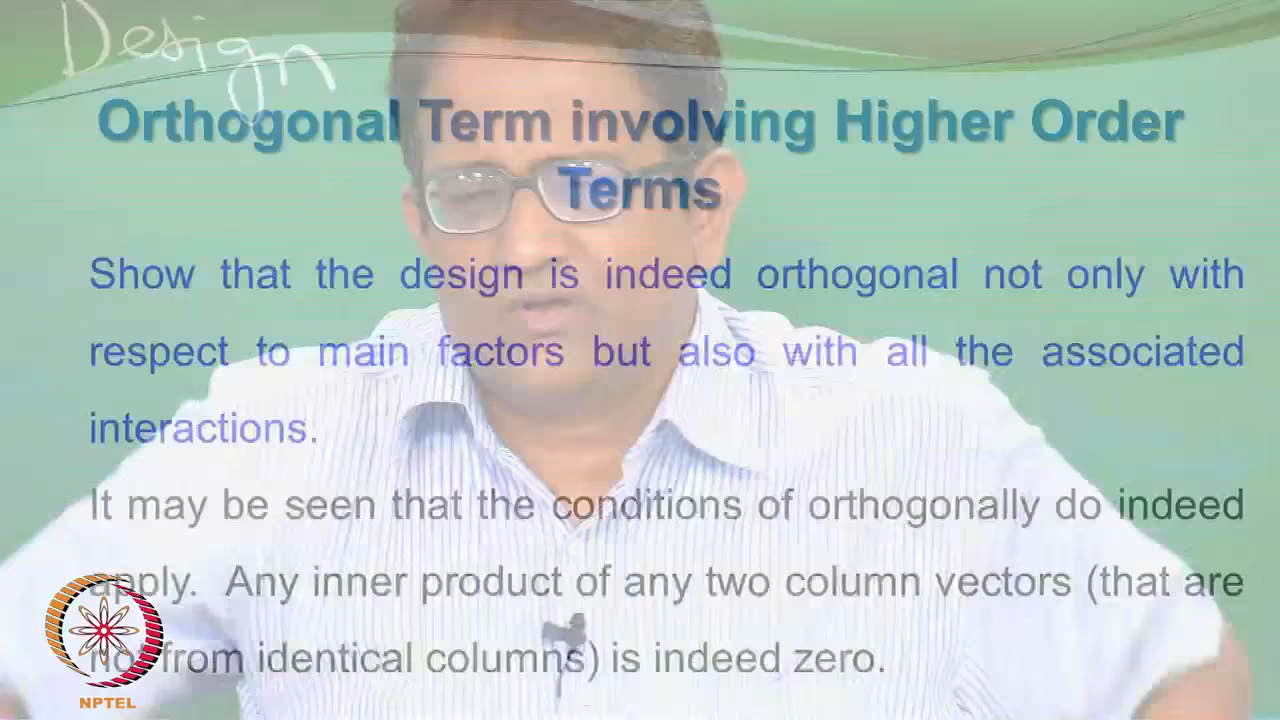 Design
Orthogonal Term involving Higher Order
Terms
Show that the design is indeed orthogonal not only with
respect to main factors but also with all the associated
interactions.
It may be seen that the conditions of orthogonally do indeed
apply. Any inner product of any two column vectors (that are
not from identical columns) is indeed zero.
NPTEL